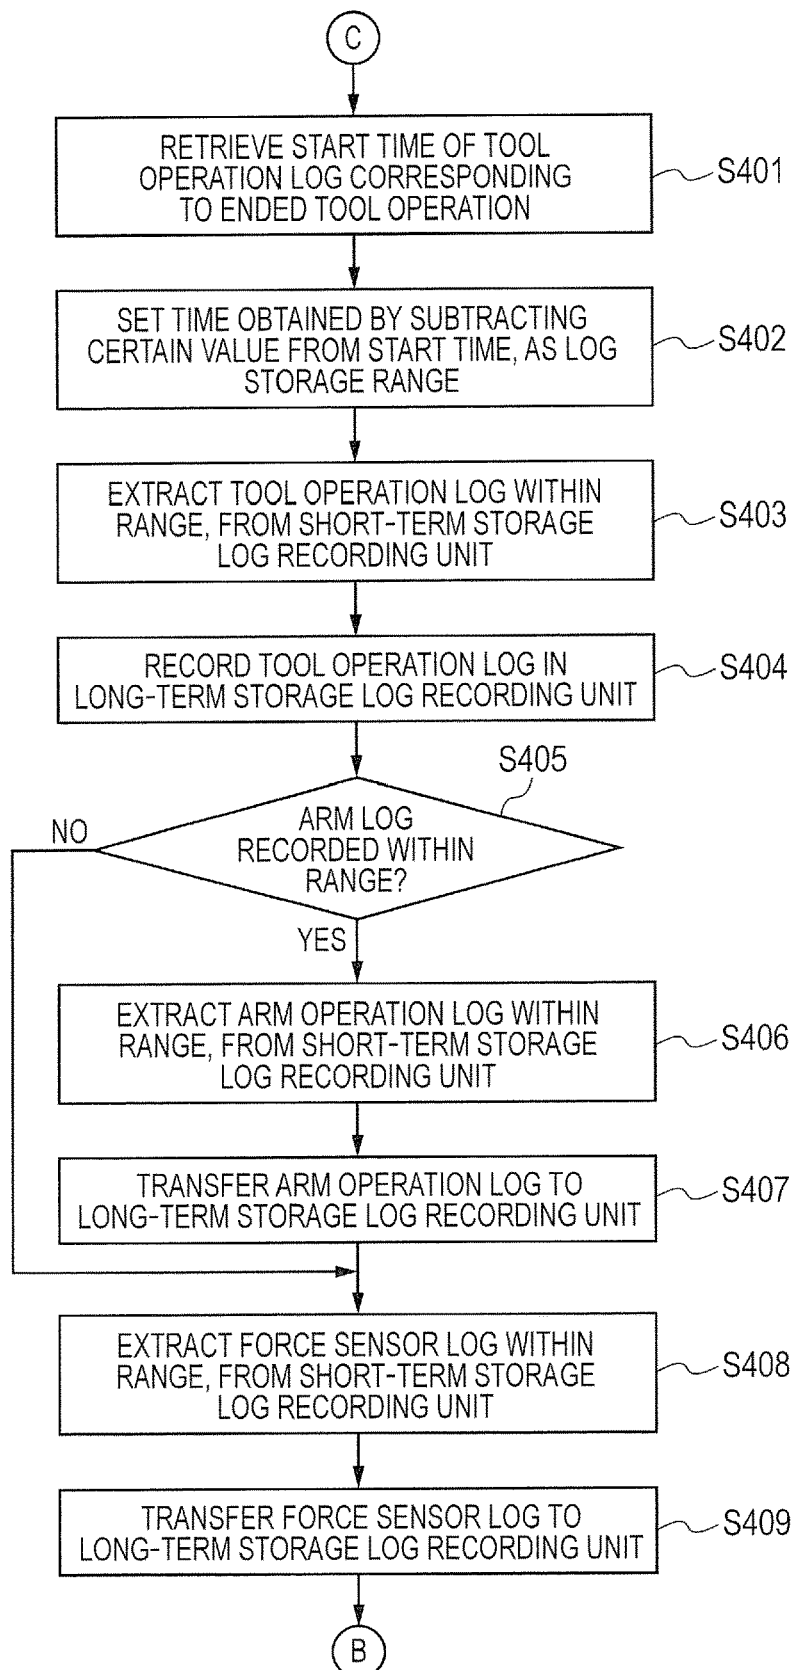 C
RETRIEVE START TIME OF TOOL
OPERATION LOG CORRESPONDING
TO ENDED TOOL OPERATION
S401
SET TIME OBTAINED BY SUBTRACTING
CERTAIN VALUE FROM START TIME, AS LOG
STORAGE RANGE
S402
EXTRACT TOOL OPERATION LOG WITHIN
RANGE, FROM SHORT-TERM STORAGE
LOG RECORDING UNIT
S403
RECORD TOOL OPERATION LOG IN
LONG-TERM STORAGE LOG RECORDING UNIT
S404
S405
ARM LOG
RECORDED WITHIN
RANGE?
NO
YES
EXTRACT ARM OPERATION LOG WITHIN
RANGE, FROM SHORT-TERM STORAGE
LOG RECORDING UNIT
S406
TRANSFER ARM OPERATION LOG TO
LONG-TERM STORAGE LOG RECORDING UNIT
S407
EXTRACT FORCE SENSOR LOG WITHIN
RANGE, FROM SHORT-TERM STORAGE
LOG RECORDING UNIT
S408
TRANSFER FORCE SENSOR LOG TO
LONG-TERM STORAGE LOG RECORDING UNIT
S409
B